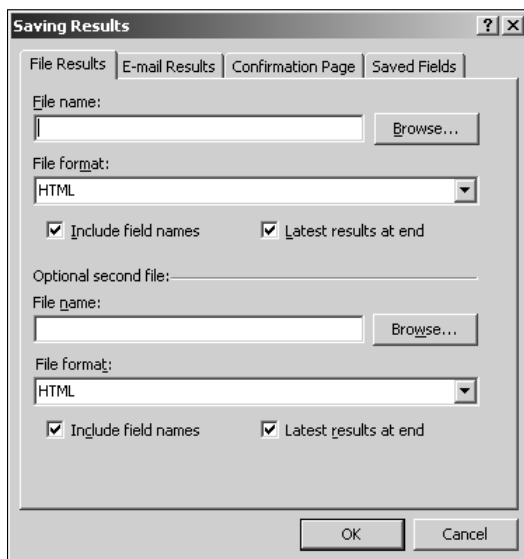 Saving Results
File Results E-mail Results Confirmation Page Saved Fields
File name:
Browse...
File format:
HTML
Include field names Latest results at end
Optional second file:
File name:
Browse...
File format:
HTML
Include field names Latest results at end
OK Cancel